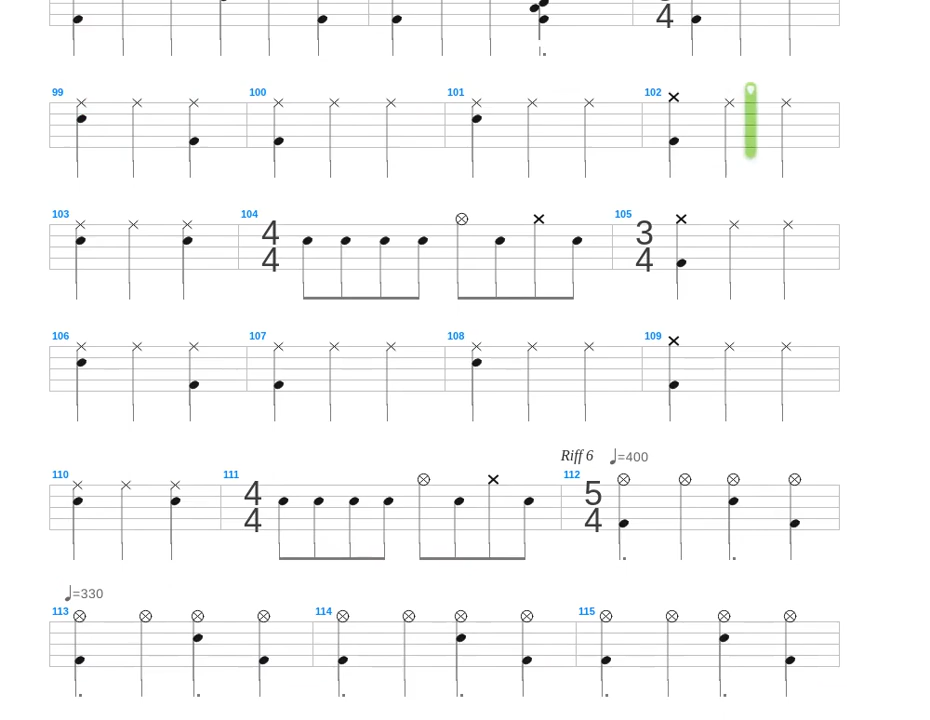 4
99 100 101 102
103 104 4 4 105 3 4
106 107 108 109
Riff 6 ♩=400
110 111 4 4 112 5 4
♩=330
113 114 115